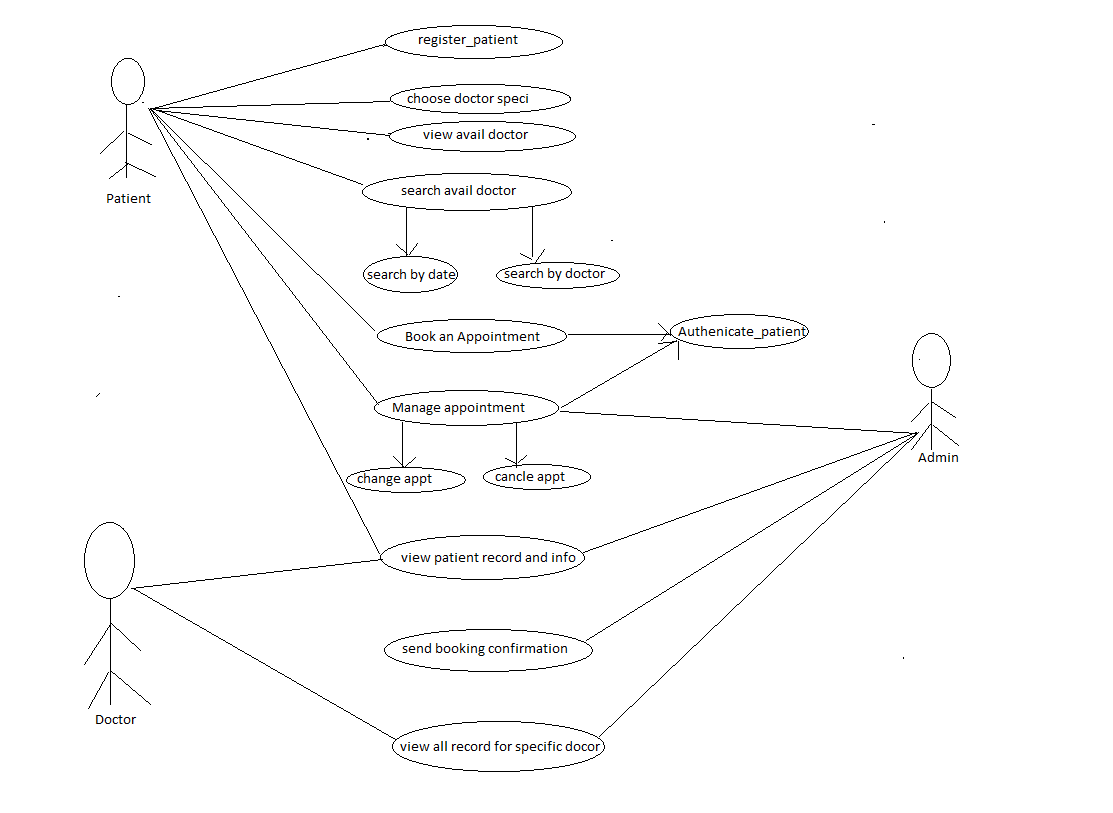 register_patient
choose doctor speci
view avail doctor
search avail doctor
Patient
search by date
search by doctor
Book an Appointment
Authenicate_patient
Manage appointment
Admin
change appt
cancle appt
view patient record and info
send booking confirmation
Doctor
view all record for specific docor